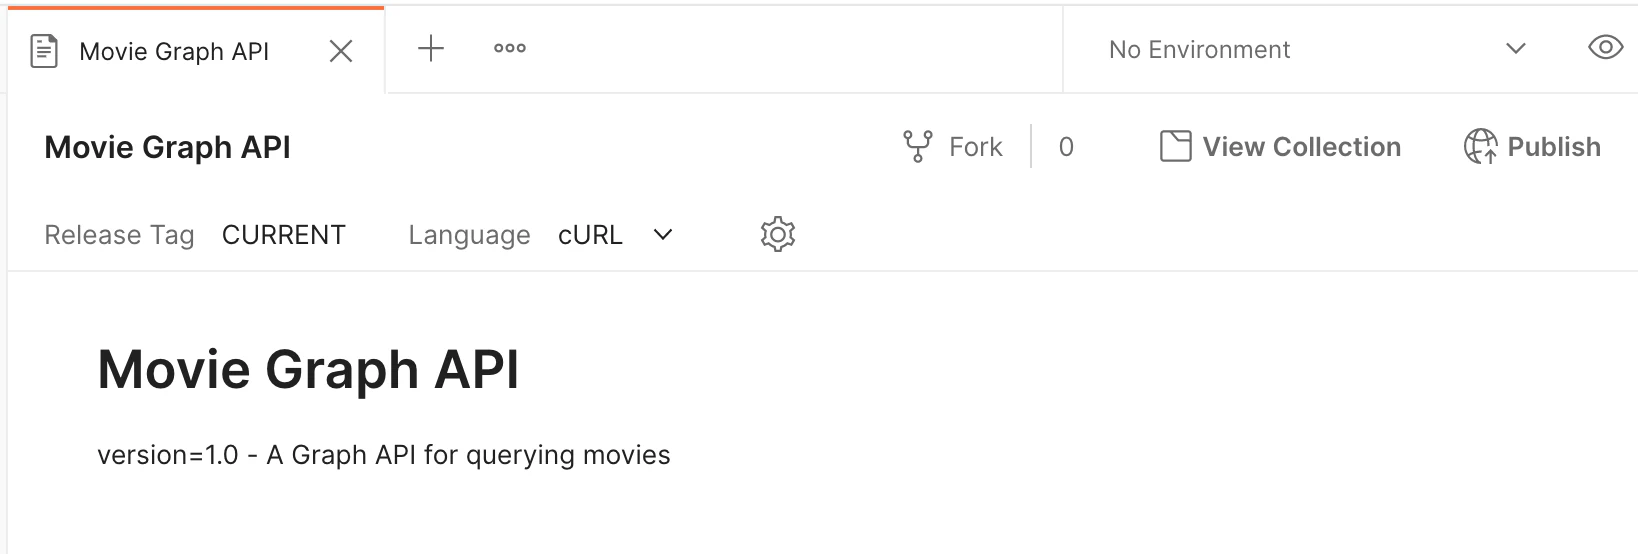 Movie Graph API
No Environment
Movie Graph API
Fork 0 View Collection Publish
Release Tag CURRENT Language cURL
Movie Graph API
version=1.0 - A Graph API for querying movies